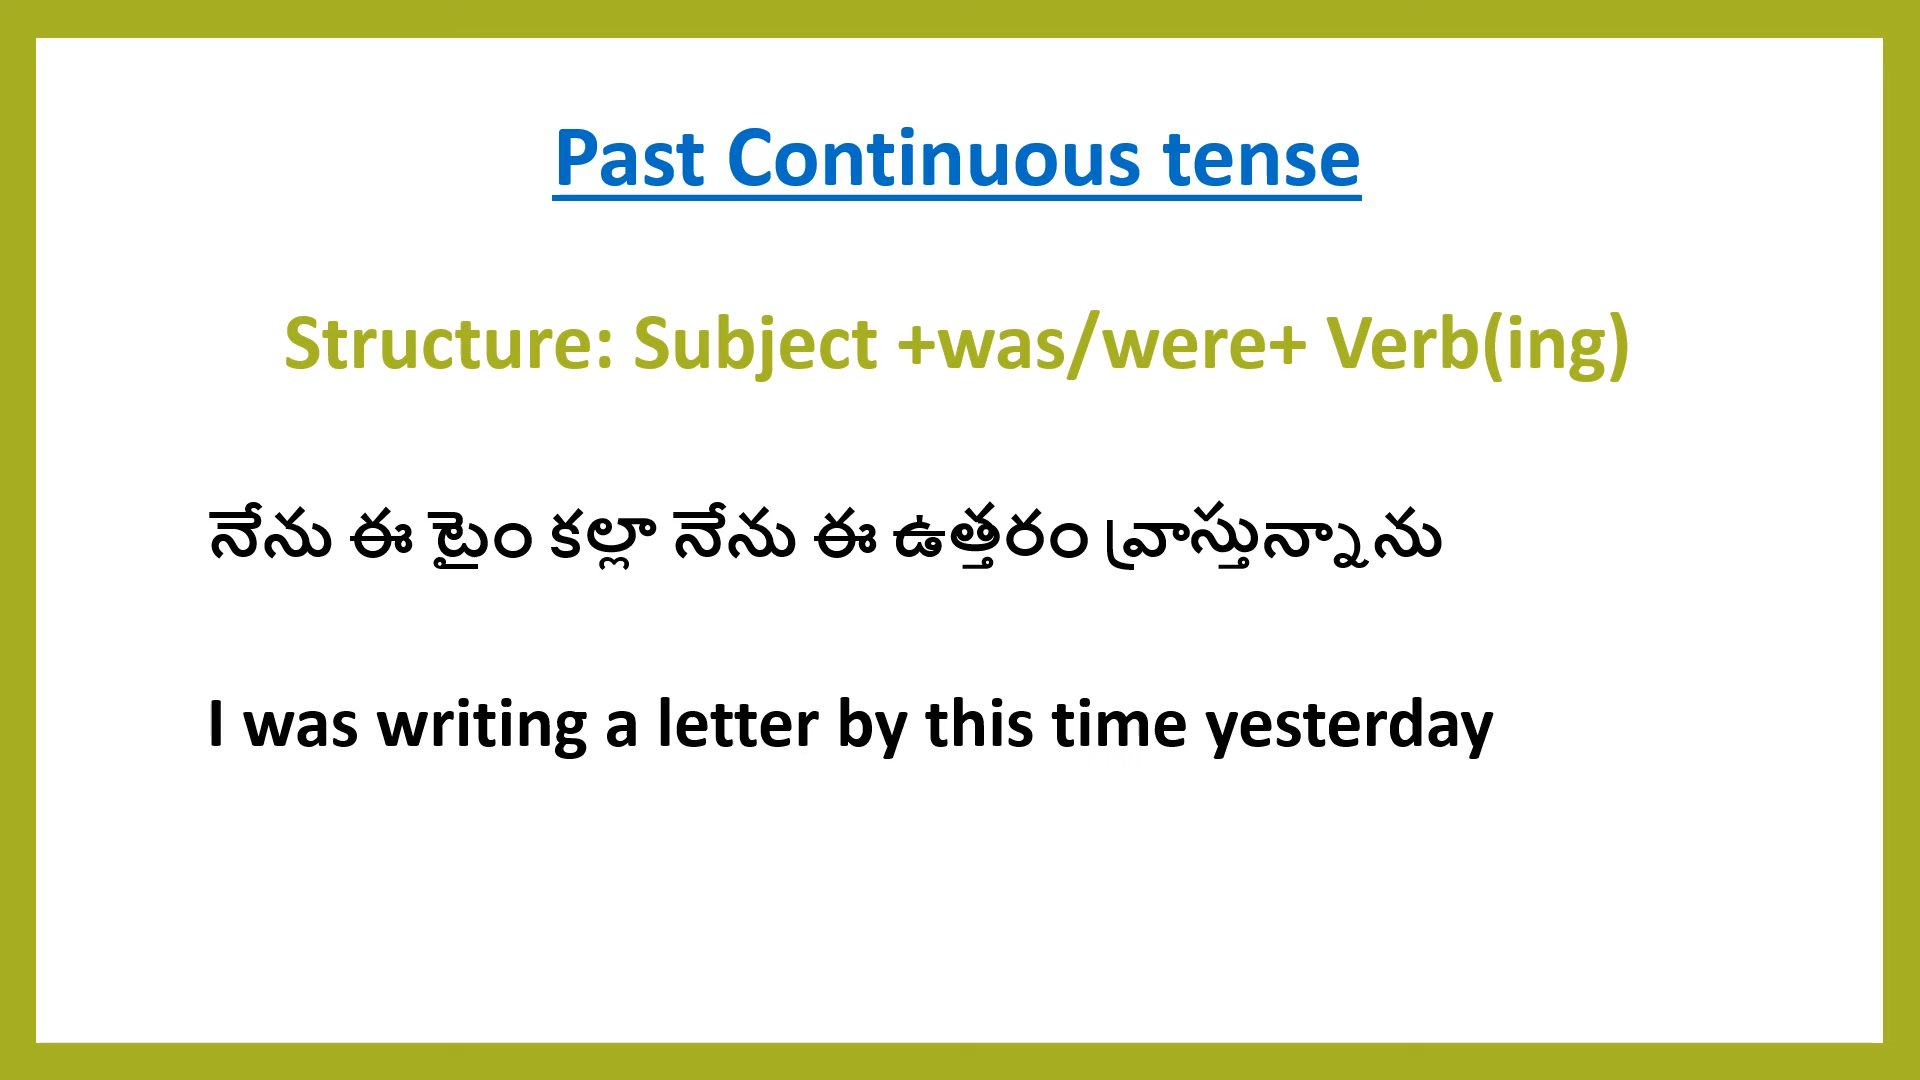 Past Continuous tense
Structure: Subject +was/were+ Verb(ing)
నేను ఈ టైం కల్లా నేను ఈ ఉత్తరం వ్రాస్తున్నాను
I was writing a letter by this time yesterday